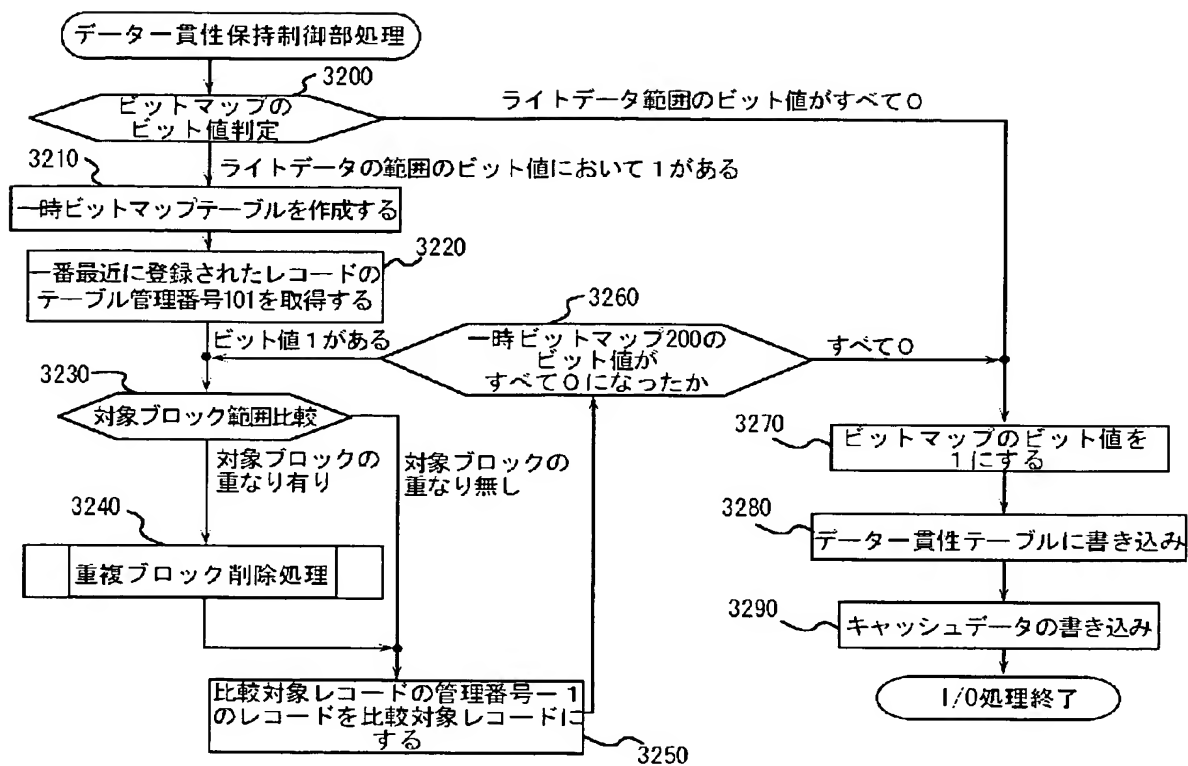 データ一貫性保持制御部処理
3200
ビットマップの
ビット値判定
ライトデータ範囲のビット値がすべて0
3210
ライトデータの範囲のビット値において1がある
一時ビットマップテーブルを作成する
3220
一番最近に登録されたレコードの
テーブル管理番号101を取得する
3260
ビット値1がある
一時ビットマップ200の
ビット値が
すべて0になったか
すべて0
3230
対象ブロック範囲比較
対象ブロックの
重なり有り
対象ブロックの
重なり無し
3240
重複ブロック削除処理
比較対象レコードの管理番号－1
のレコードを比較対象レコードに
する
3250
3270
ビットマップのビット値を
1にする
3280
データ一貫性テーブルに書き込み
3290
キャッシュデータの書き込み
I/O処理終了